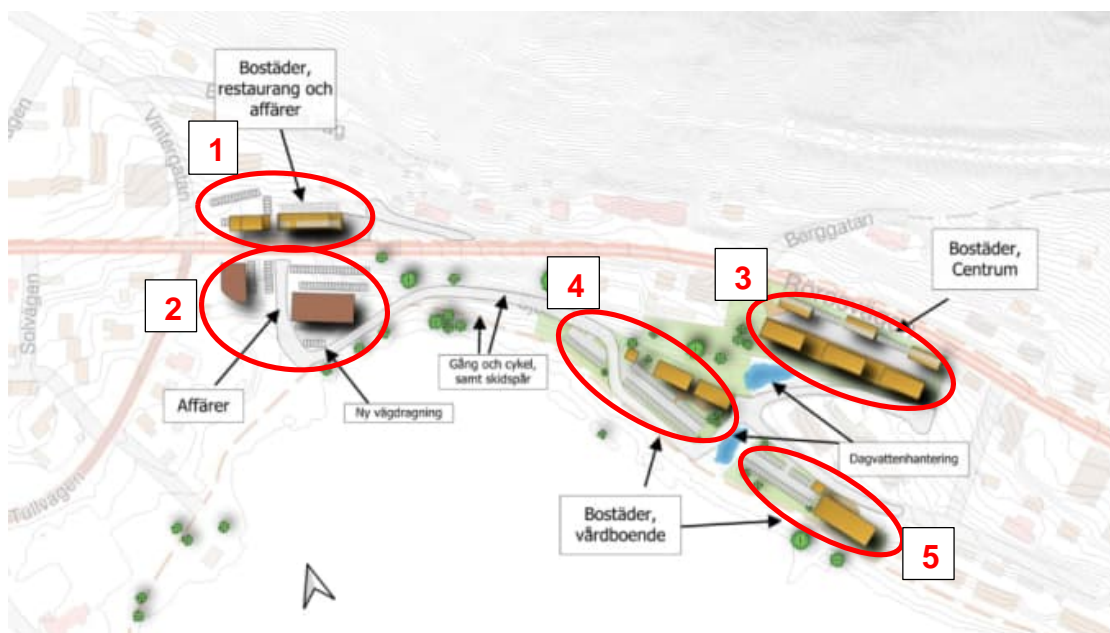 Bostäder,
restaurang och
affärer
1
Vintergatan
Berggatan
Bostäder,
Centrum
3
4
2
Solvägen
Gång och cykel,
samt skidspår
Affärer
Ny vägdragning
Dagvattenhantering
Tullvägen
Bostäder,
vårdboende
5